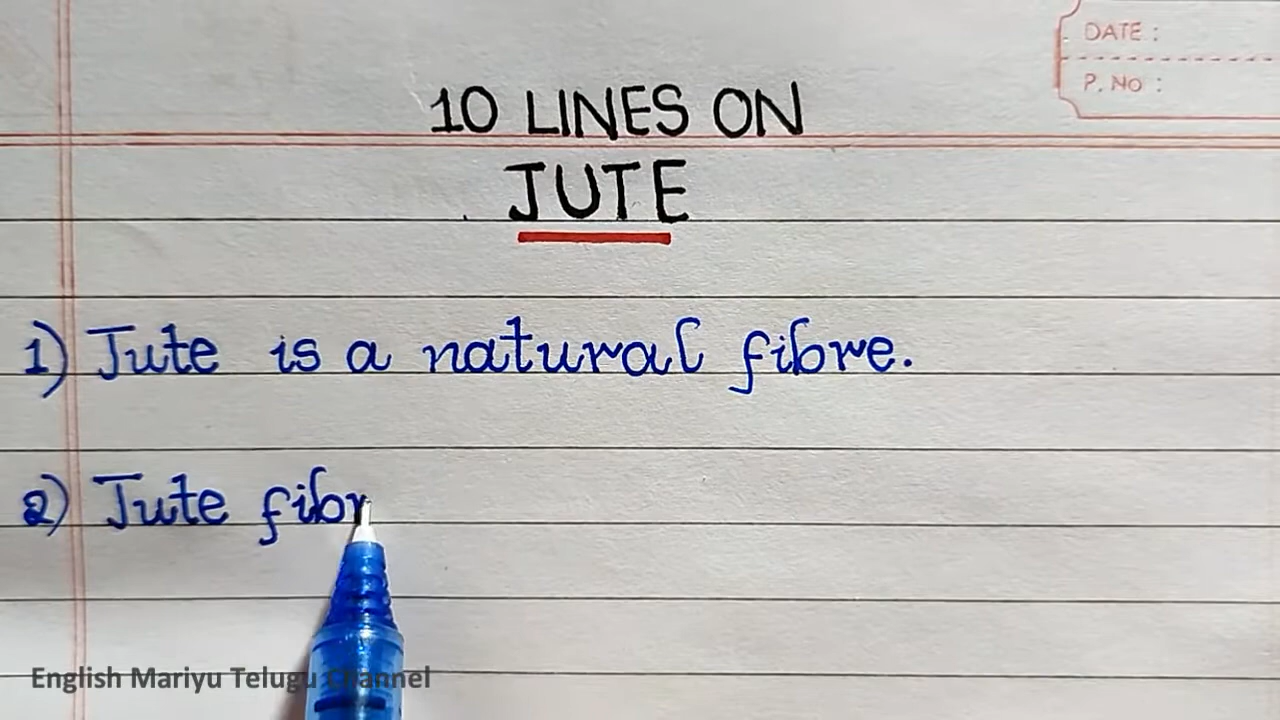 DATE :
P. No :
10 LINES ON
JUTE
1) Jute is a natural fibre.
2) Jute fibr
English Mariyu Telugu Channel